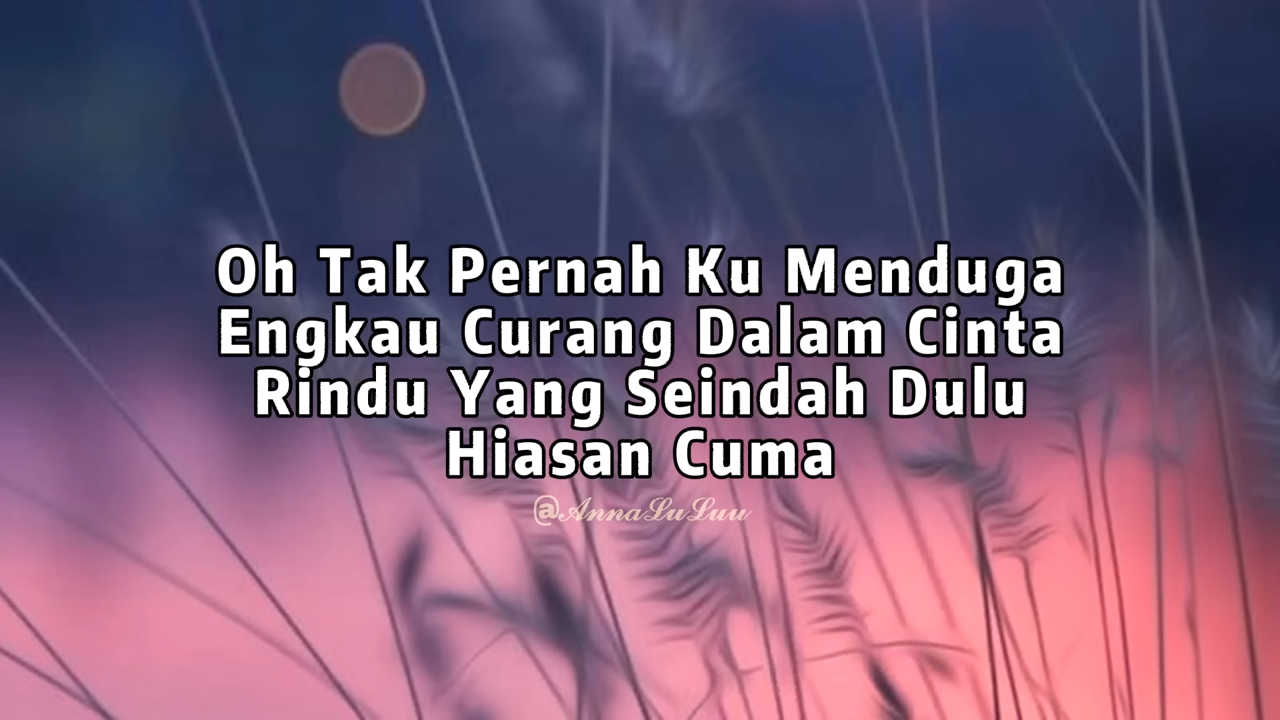 Oh Tak Pernah Ku Menduga
Engkau Curang Dalam Cinta
Rindu Yang Seindah Dulu
Hiasan Cuma
@AnnaLuLuu